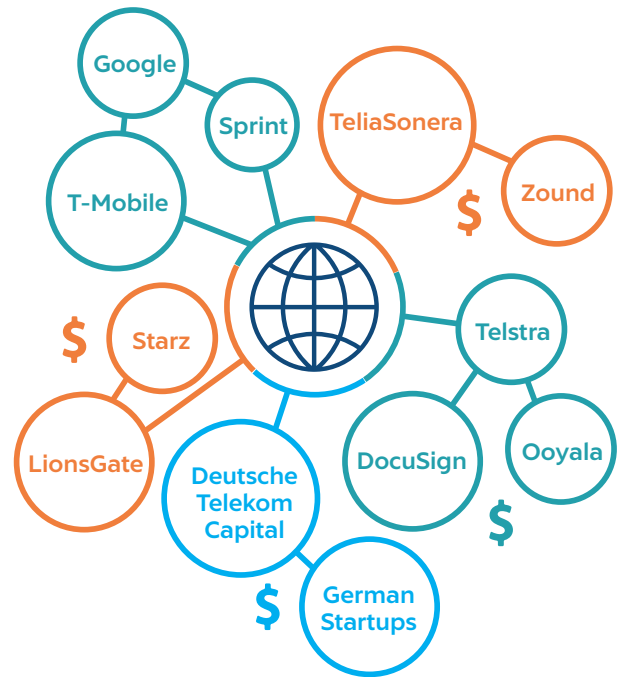 Google
Sprint
T-Mobile
TeliaSonera
Zound
$
$
Starz
LionsGate
Telstra
DocuSign
Ooyala
$
Deutsche
Telekom
Capital
$
German
Startups